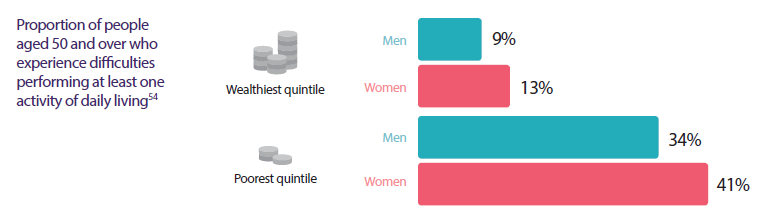 Proportion of people
aged 50 and over who
experience difficulties
performing at least one
activity of daily living54
Wealthiest quintile
Men
9%
Women
13%
Poorest quintile
Men
34%
Women
41%